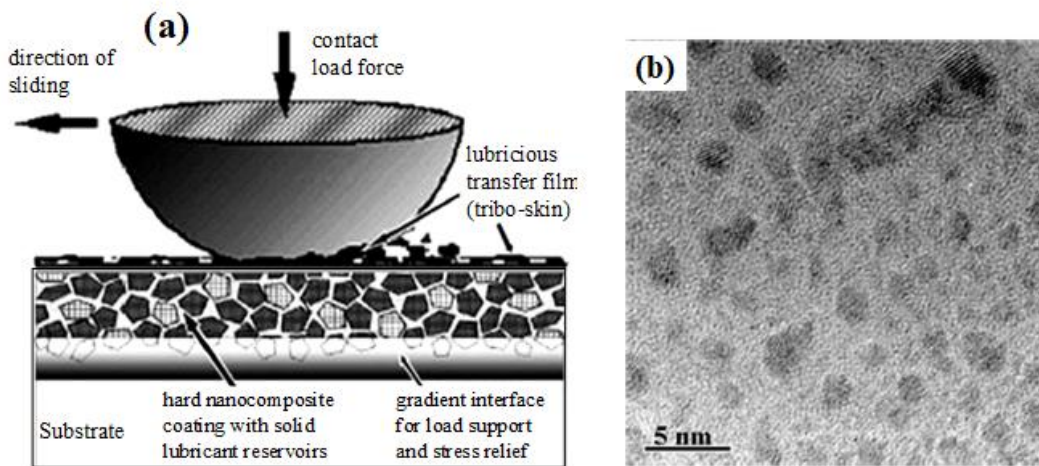 (a)
contact
load force
direction of
sliding
lubricious
transfer film
(tribo-skin)
hard nanocomposite
coating with solid
lubricant reservoirs
gradient interface
for load support
and stress relief
Substrate
(b)
5 nm